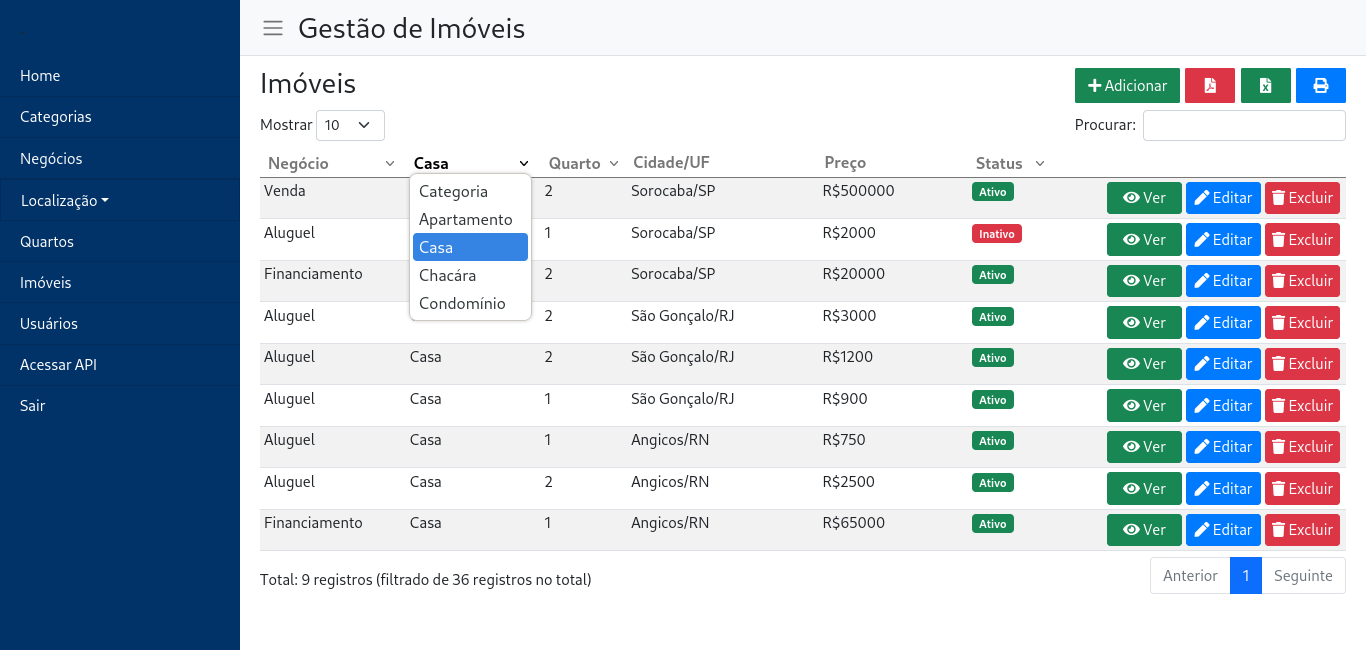 Gestão de Imóveis
Home
Categorias
Negócios
Localização
Quartos
Imóveis
Usuários
Acessar API
Sair
Imóveis
Adicionar
Mostrar 10
Procurar:
Negócio Casa Quarto Cidade/UF Preço Status
Categoria
Apartamento
Casa
Chacára
Condomínio
Venda 2 Sorocaba/SP R$500000 Ativo Ver Editar Excluir
Aluguel 1 Sorocaba/SP R$2000 Inativo Ver Editar Excluir
Financiamento 2 Sorocaba/SP R$20000 Ativo Ver Editar Excluir
Aluguel 2 São Gonçalo/RJ R$3000 Ativo Ver Editar Excluir
Aluguel Casa 2 São Gonçalo/RJ R$1200 Ativo Ver Editar Excluir
Aluguel Casa 1 São Gonçalo/RJ R$900 Ativo Ver Editar Excluir
Aluguel Casa 1 Angicos/RN R$750 Ativo Ver Editar Excluir
Aluguel Casa 2 Angicos/RN R$2500 Ativo Ver Editar Excluir
Financiamento Casa 1 Angicos/RN R$65000 Ativo Ver Editar Excluir
Total: 9 registros (filtrado de 36 registros no total)
Anterior 1 Seguinte